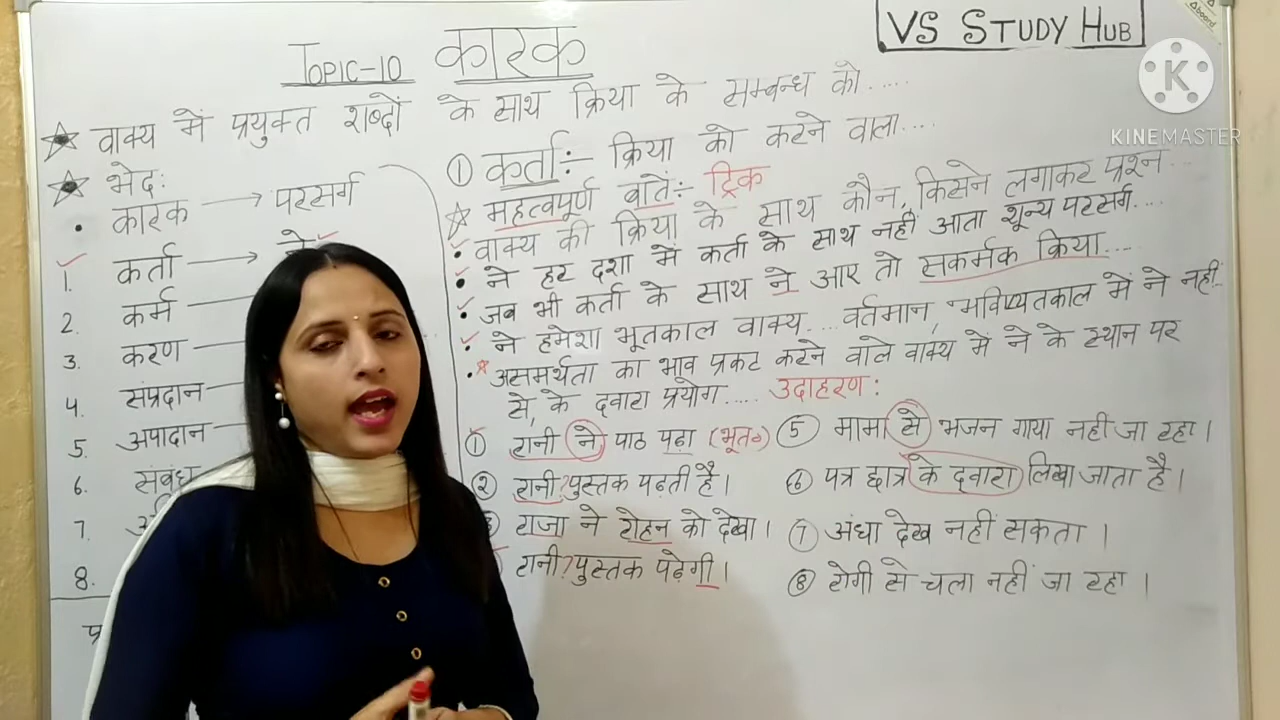 VS STUDY HUB
Aboard
KINEMASTER
TOPIC-10 कारक
वाक्य में प्रयुक्त शब्दों के साथ क्रिया के सम्बन्ध को.....
भेद:
• कारक → परसर्ग
1. कर्ता → ने
2. कर्म
3. करण
4. संप्रदान
5. अपादान
6. संबंध
7.
8.
① कर्ता:- क्रिया को करने वाला....
महत्वपूर्ण बातें:- ट्रिक
• वाक्य की क्रिया के साथ कौन, किसने लगाकर प्रश्न...
• ने हर दशा में कर्ता के साथ नहीं आता शून्य परसर्ग....
• जब भी कर्ता के साथ ने आए तो सकर्मक क्रिया....
• ने हमेशा भूतकाल वाक्य.... वर्तमान, भविष्यतकाल में ने नहीं..
• असमर्थता का भाव प्रकट करने वाले वाक्य में ने के स्थान पर
से, के द्वारा प्रयोग..... उदाहरण:
① रानी ने पाठ पढ़ा (भूत०)
② रानी? पुस्तक पढ़ती है।
राजा ने रोहन को देखा।
रानी? पुस्तक पढ़ेगी।
⑤ मामा से भजन गाया नहीं जा रहा।
⑥ पत्र छात्र के द्वारा लिखा जाता है।
⑦ अंधा देख नहीं सकता।
⑧ रोगी से चला नहीं जा रहा।